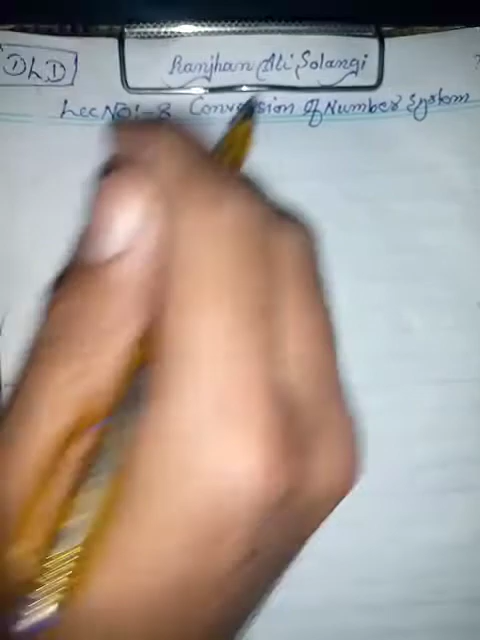 DLD
Ranjhan Ali Solangi
Lec No:-8 Conversion of Number System